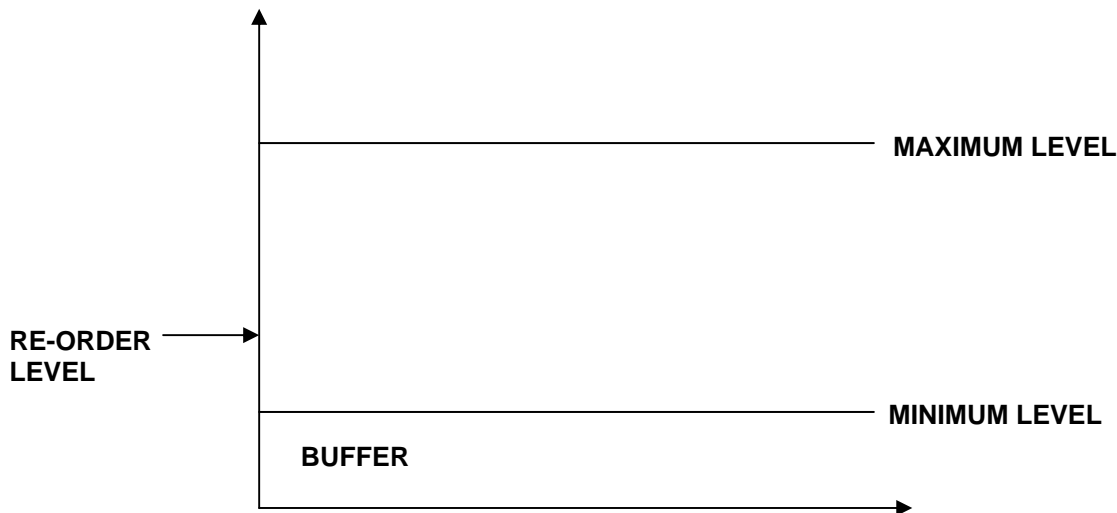 MAXIMUM LEVEL
RE-ORDER
LEVEL
MINIMUM LEVEL
BUFFER